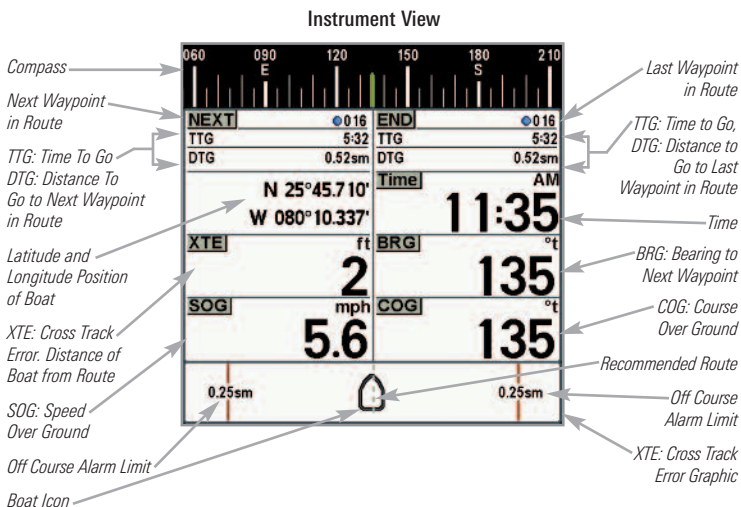 Instrument View
Compass
Next Waypoint
in Route
TTG: Time To Go
DTG: Distance To
Go to Next Waypoint
in Route
Latitude and
Longitude Position
of Boat
XTE: Cross Track
Error. Distance of
Boat from Route
SOG: Speed
Over Ground
Off Course Alarm Limit
Boat Icon
060 090 120 150 180 210
E S
NEXT 016 END 016
TTG 5:32 TTG 5:32
DTG 0.52sm DTG 0.52sm
N 25°45.710'
W 080°10.337'
Time AM
11:35
XTE ft BRG °t
2 135
SOG mph COG °t
5.6 135
0.25sm 0.25sm
Last Waypoint
in Route
TTG: Time to Go,
DTG: Distance to
Go to Last
Waypoint in Route
Time
BRG: Bearing to
Next Waypoint
COG: Course
Over Ground
Recommended Route
Off Course
Alarm Limit
XTE: Cross Track
Error Graphic